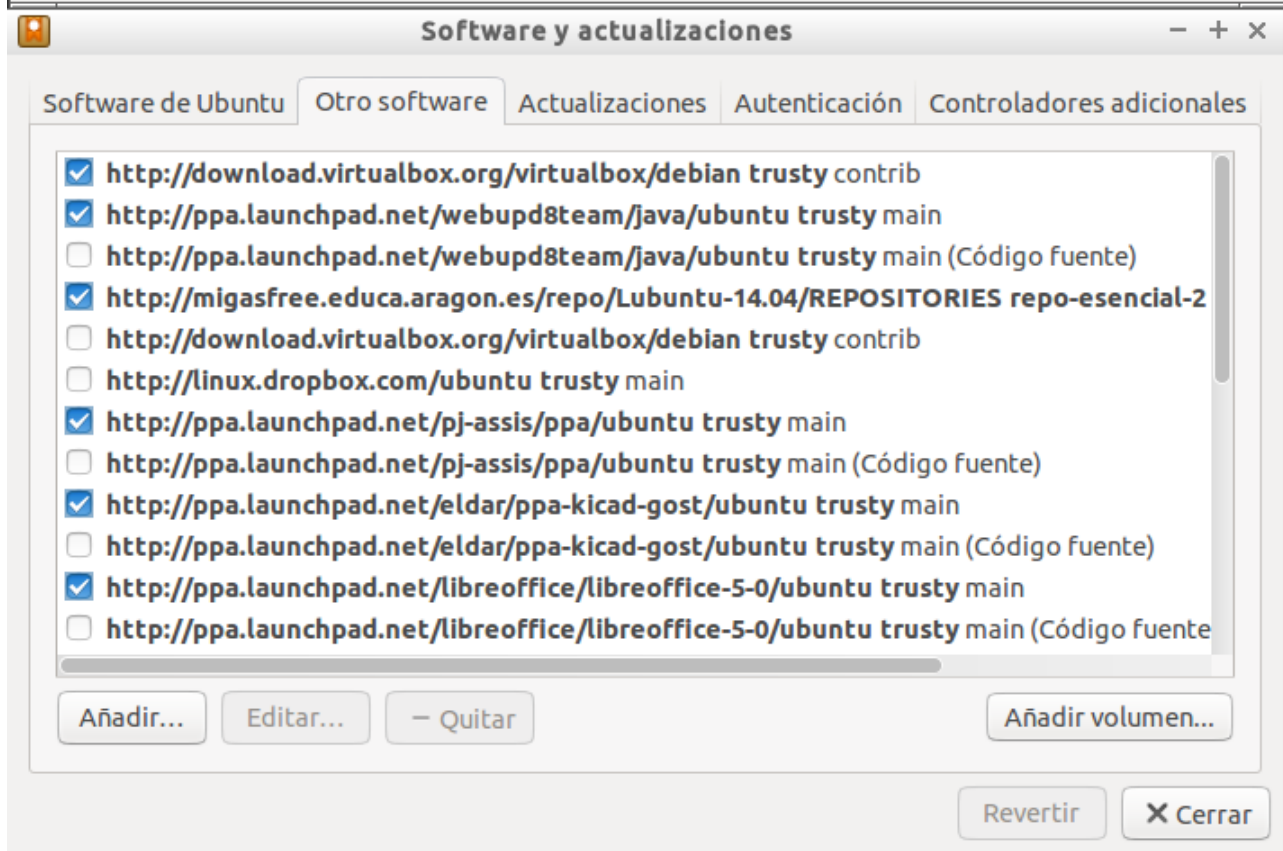 Software y actualizaciones
Software de Ubuntu Otro software Actualizaciones Autenticación Controladores adicionales
http://download.virtualbox.org/virtualbox/debian trusty contrib
http://ppa.launchpad.net/webupd8team/java/ubuntu trusty main
http://ppa.launchpad.net/webupd8team/java/ubuntu trusty main (Código fuente)
http://migasfree.educa.aragon.es/repo/Lubuntu-14.04/REPOSITORIES repo-esencial-2
http://download.virtualbox.org/virtualbox/debian trusty contrib
http://linux.dropbox.com/ubuntu trusty main
http://ppa.launchpad.net/pj-assis/ppa/ubuntu trusty main
http://ppa.launchpad.net/pj-assis/ppa/ubuntu trusty main (Código fuente)
http://ppa.launchpad.net/eldar/ppa-kicad-gost/ubuntu trusty main
http://ppa.launchpad.net/eldar/ppa-kicad-gost/ubuntu trusty main (Código fuente)
http://ppa.launchpad.net/libreoffice/libreoffice-5-0/ubuntu trusty main
http://ppa.launchpad.net/libreoffice/libreoffice-5-0/ubuntu trusty main (Código fuente
Añadir... Editar... Quitar Añadir volumen...
Revertir Cerrar